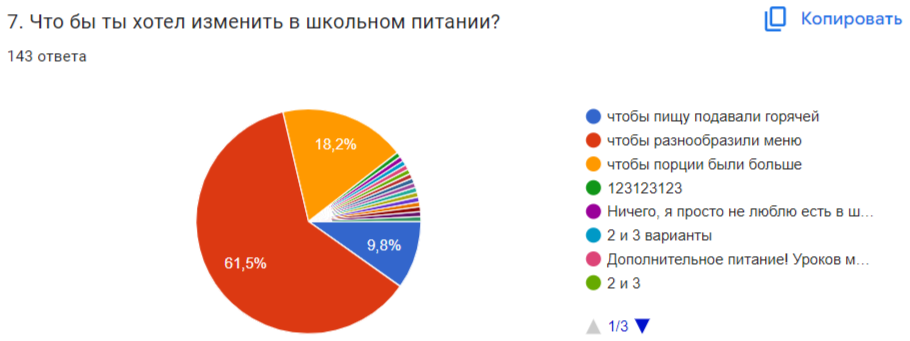 7. Что бы ты хотел изменить в школьном питании?
Копировать
143 ответа
18,2%
9,8%
61,5%
чтобы пищу подавали горячей
чтобы разнообразили меню
чтобы порции были больше
123123123
Ничего, я просто не люблю есть в ш...
2 и 3 варианты
Дополнительное питание! Уроков м...
2 и 3
1/3